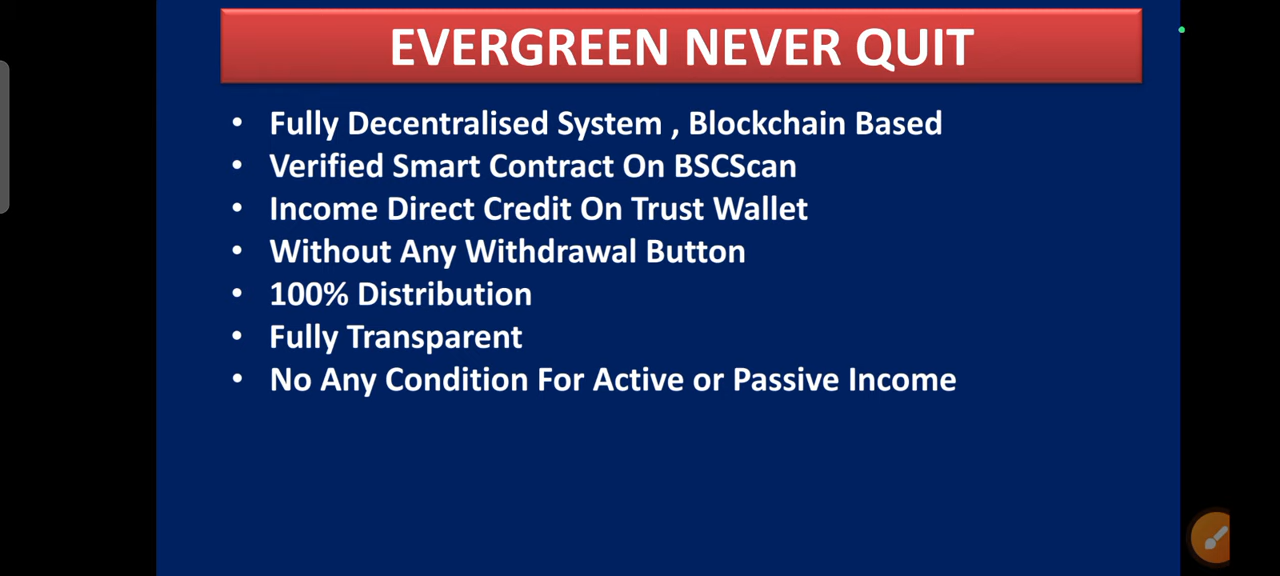 EVERGREEN NEVER QUIT
• Fully Decentralised System , Blockchain Based
• Verified Smart Contract On BSCScan
• Income Direct Credit On Trust Wallet
• Without Any Withdrawal Button
• 100% Distribution
• Fully Transparent
• No Any Condition For Active or Passive Income